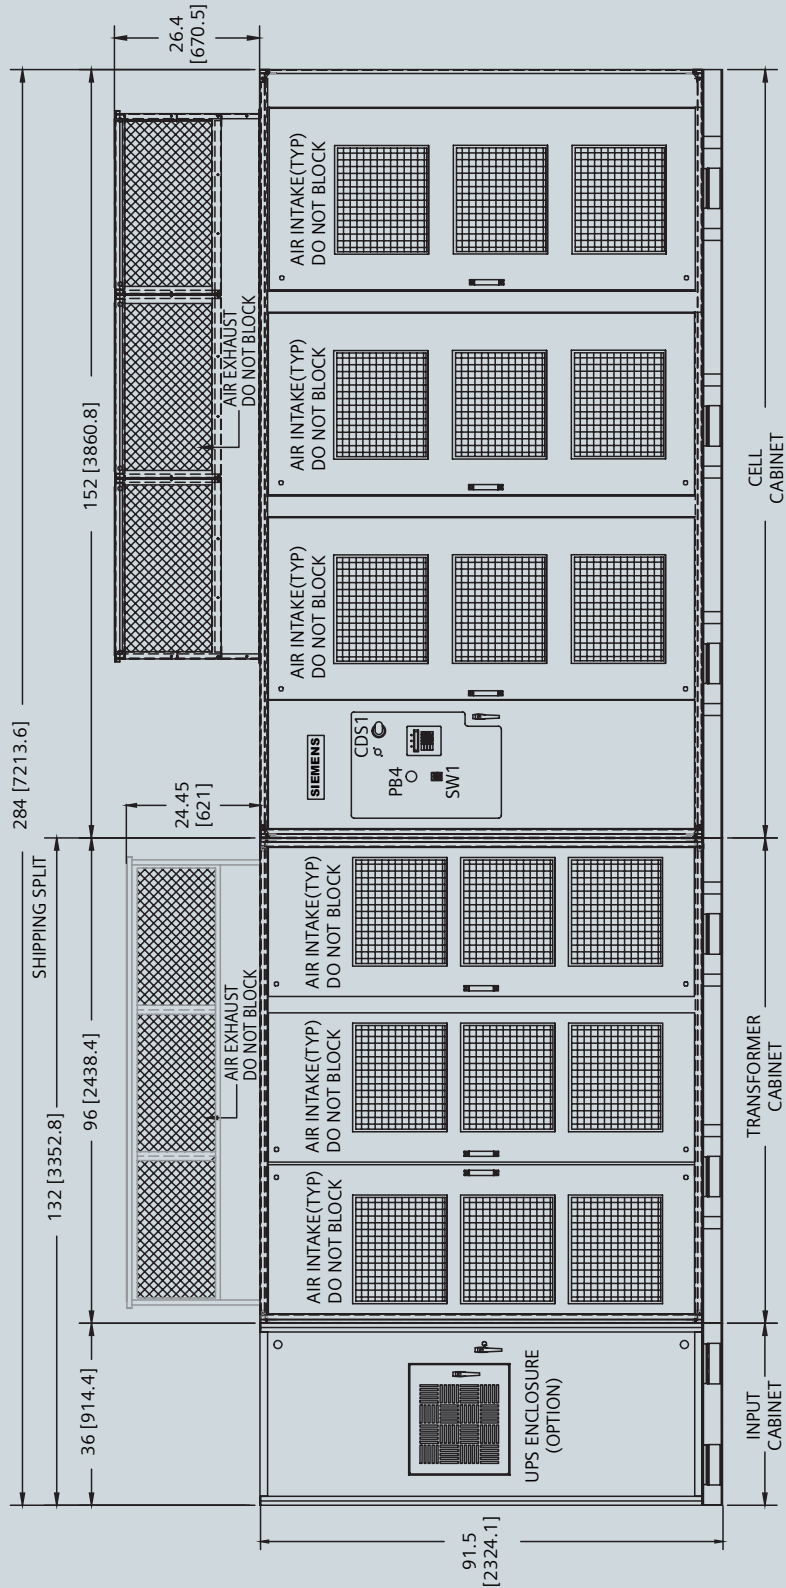 284 [7213.6]
SHIPPING SPLIT
132 [3352.8]
152 [3860.8]
36 [914.4]
96 [2438.4]
24.45
[621]
26.4
[670.5]
AIR EXHAUST
DO NOT BLOCK
AIR EXHAUST
DO NOT BLOCK
91.5
[2324.1]
UPS ENCLOSURE
(OPTION)
AIR INTAKE(TYP)
DO NOT BLOCK
AIR INTAKE(TYP)
DO NOT BLOCK
AIR INTAKE(TYP)
DO NOT BLOCK
SIEMENS
CDS1
PB4
SW1
AIR INTAKE(TYP)
DO NOT BLOCK
AIR INTAKE(TYP)
DO NOT BLOCK
AIR INTAKE(TYP)
DO NOT BLOCK
INPUT
CABINET
TRANSFORMER
CABINET
CELL
CABINET